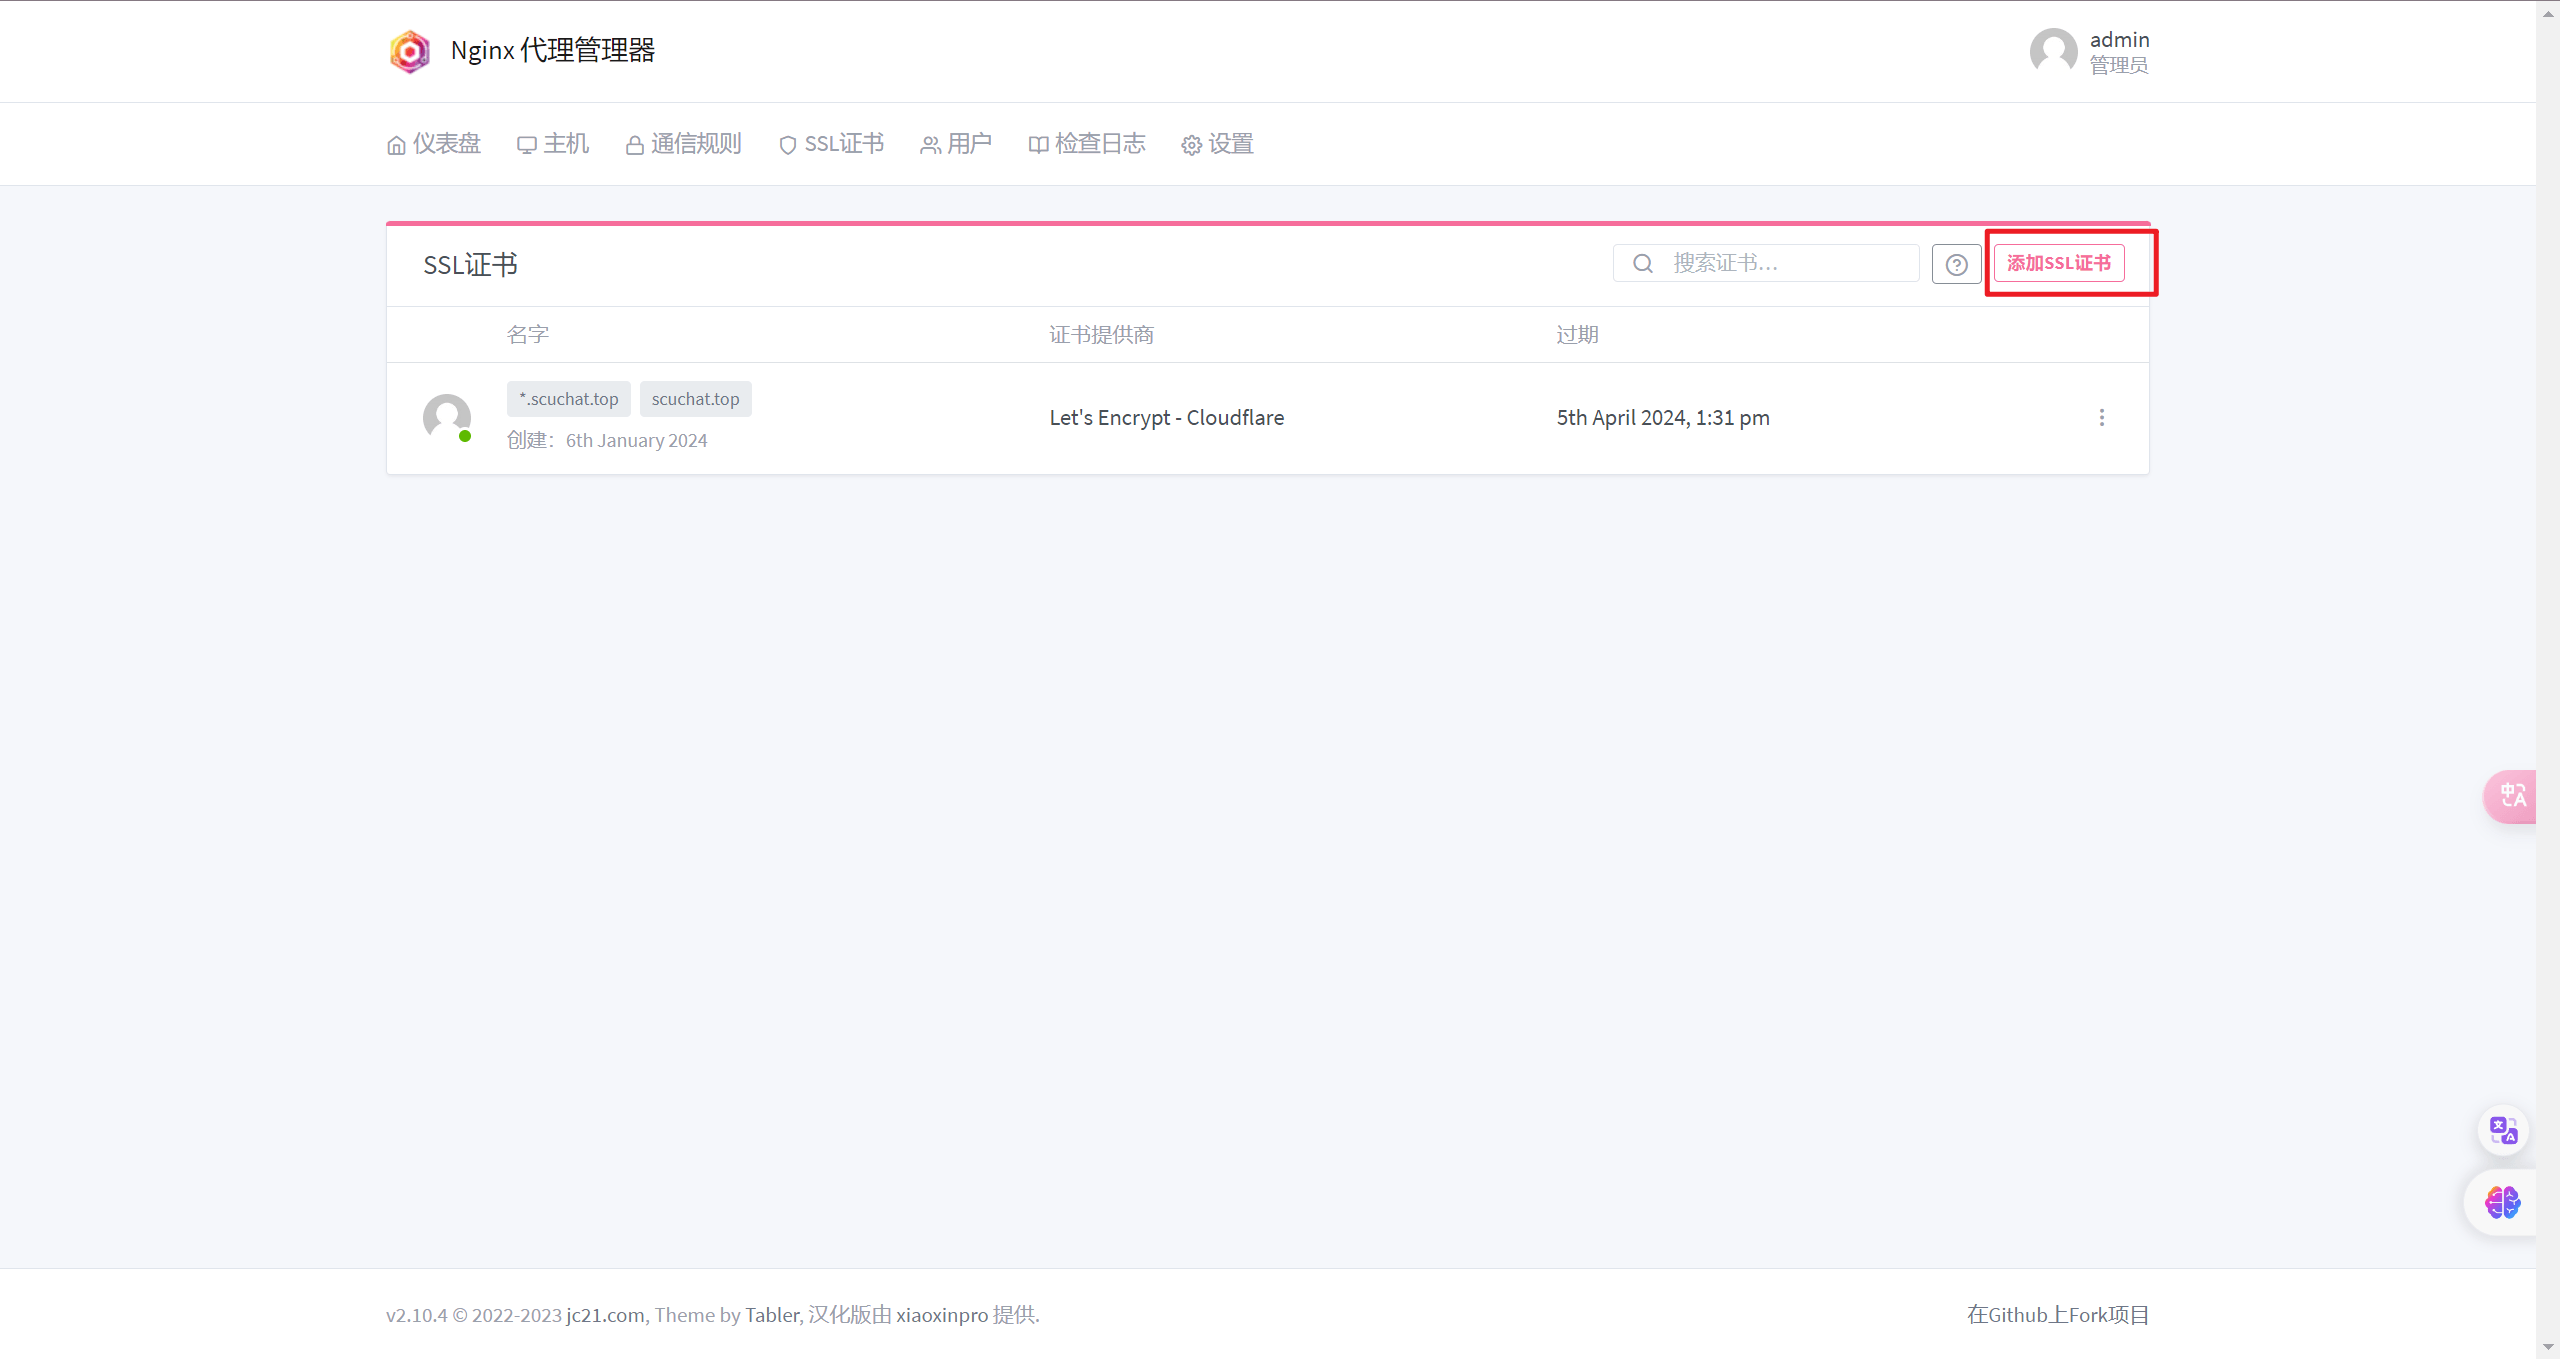 Nginx 代理管理器
admin
管理员
仪表盘 主机 通信规则 SSL证书 用户 检查日志 设置
SSL证书 搜索证书... 添加SSL证书
名字 证书提供商 过期
*.scuchat.top scuchat.top
创建：6th January 2024
Let's Encrypt - Cloudflare
5th April 2024, 1:31 pm
v2.10.4 © 2022-2023 jc21.com, Theme by Tabler, 汉化版由 xiaoxinpro 提供.
在Github上Fork项目